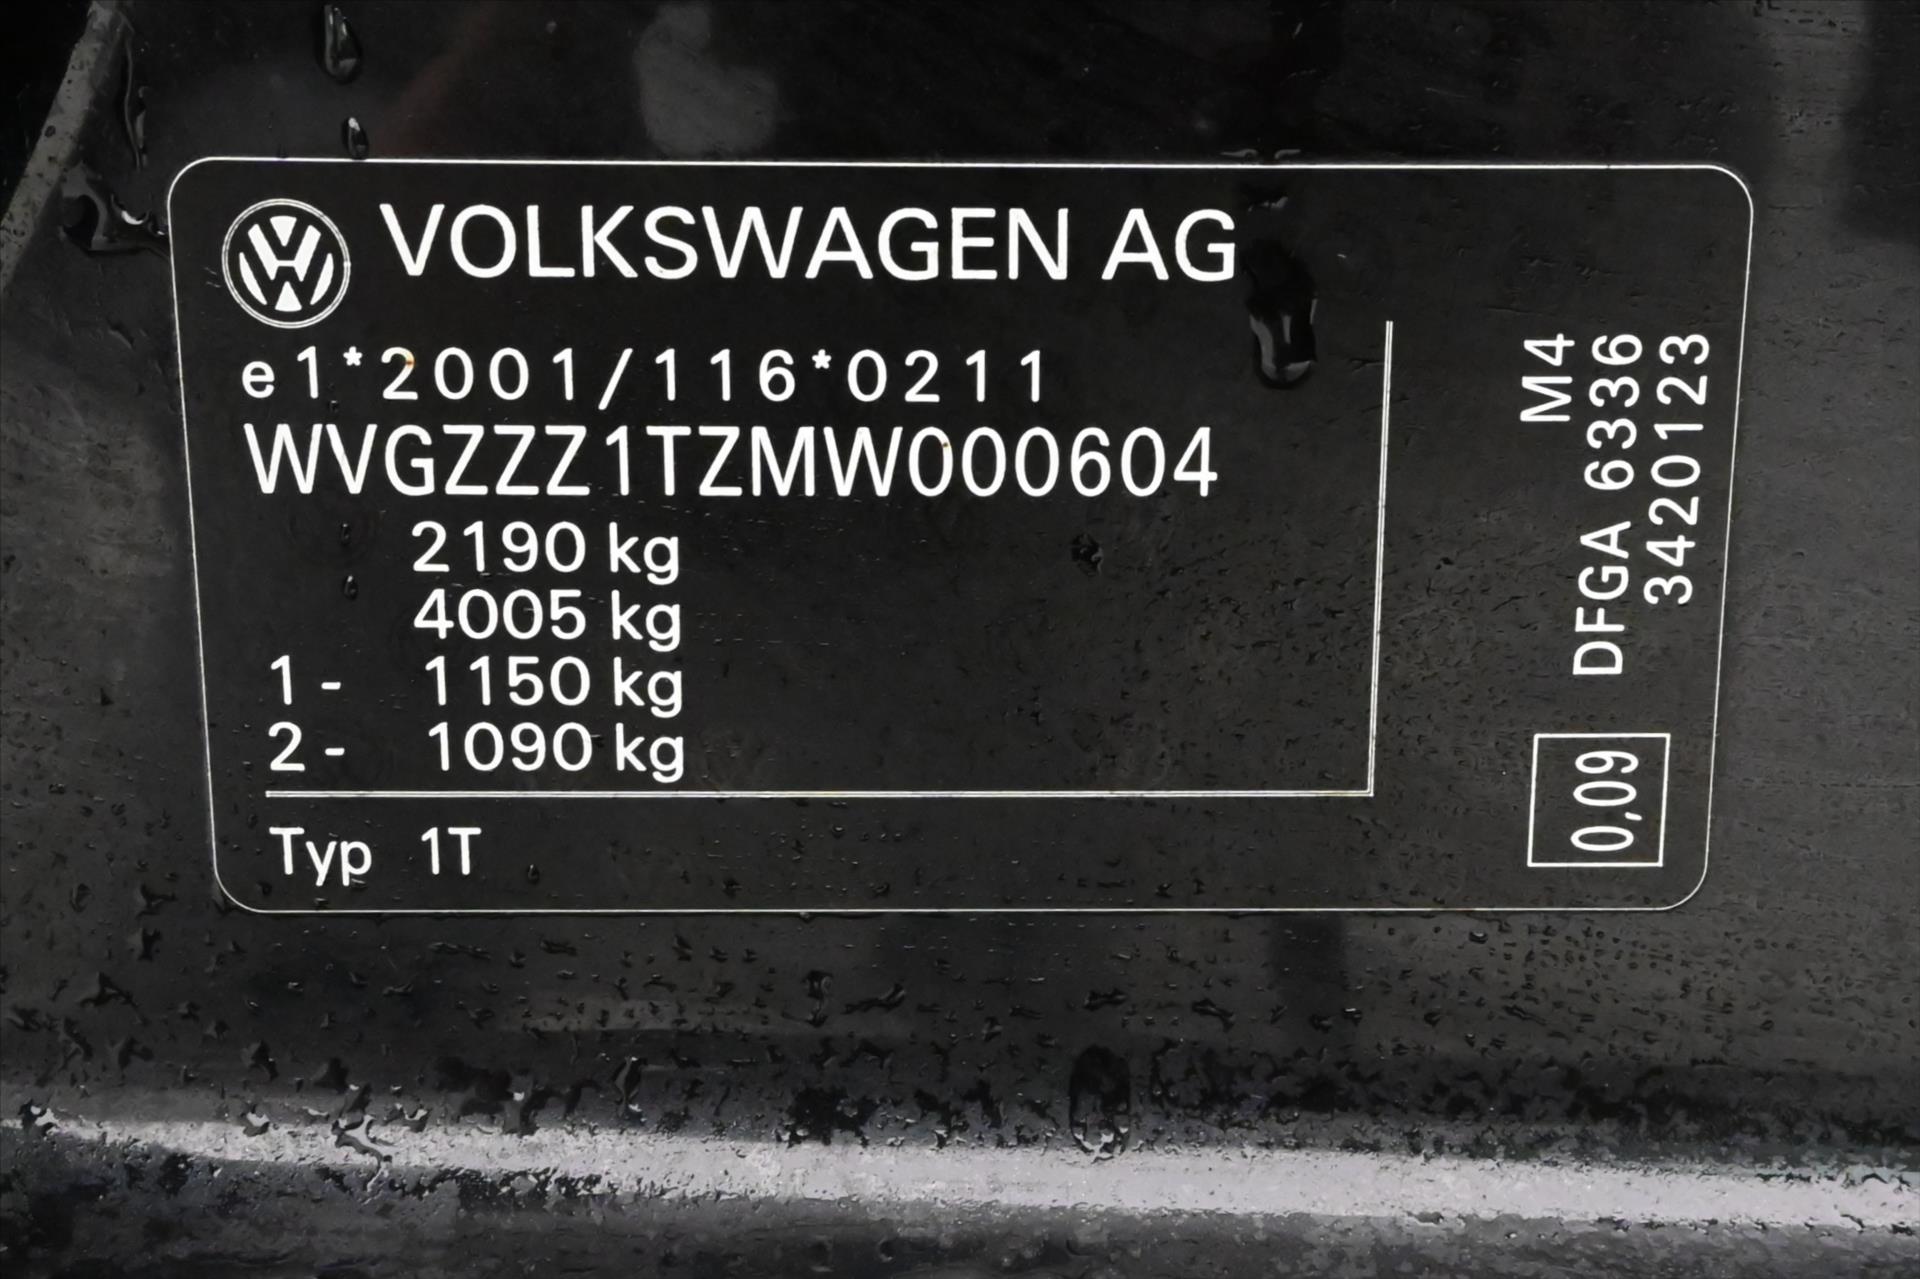 VOLKSWAGEN AG
e1*2001/116*0211
WVGZZZ1TZMW000604
2190 kg
4005 kg
1 - 1150 kg
2 - 1090 kg
Typ 1T
M4
DFGA 6336
3420123
0,09